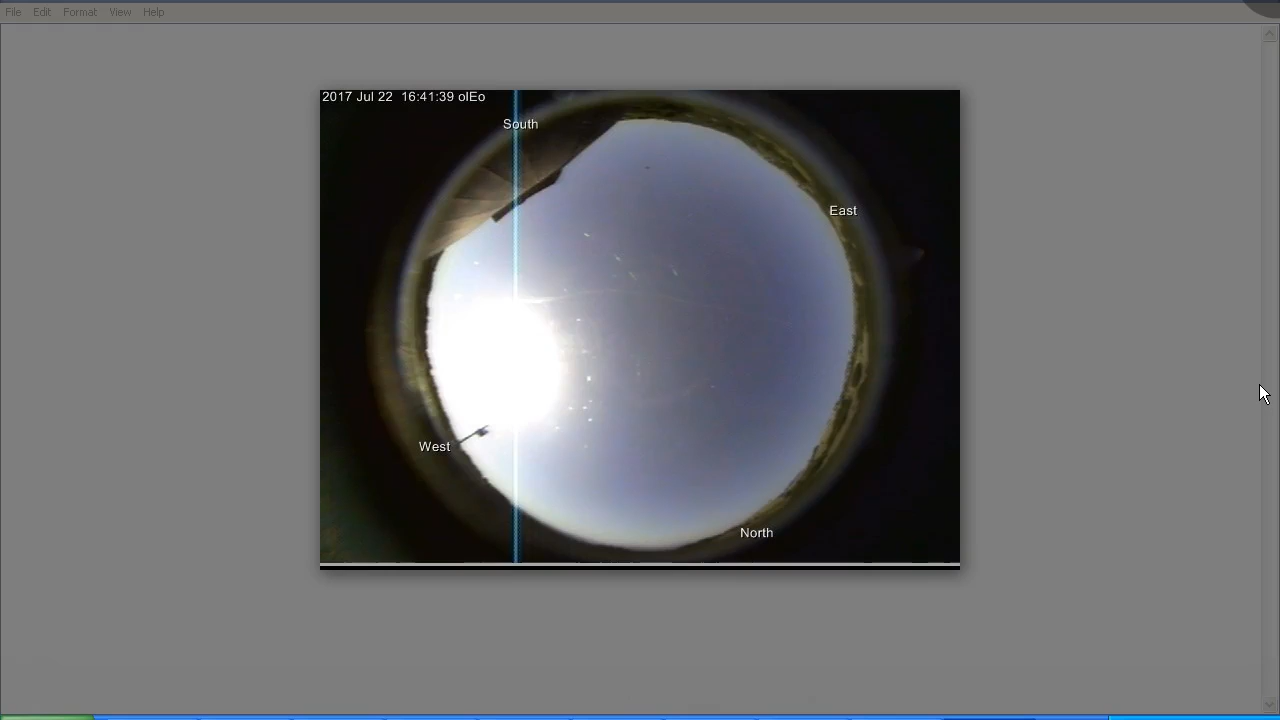 File Edit Format View Help
2017 Jul 22 16:41:39 olEo
South
East
West
North